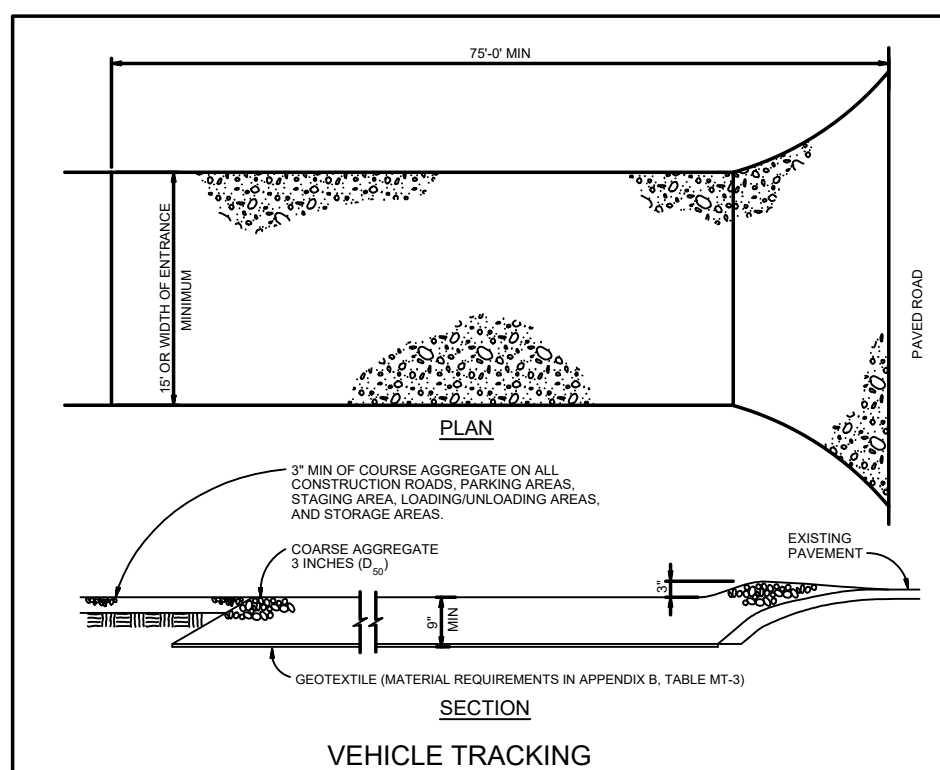 75'-0' MIN
15' OR WIDTH OF ENTRANCE
MINIMUM
PAVED ROAD
PLAN
3" MIN OF COURSE AGGREGATE ON ALL
CONSTRUCTION ROADS, PARKING AREAS,
STAGING AREA, LOADING/UNLOADING AREAS,
AND STORAGE AREAS.
COARSE AGGREGATE
3 INCHES (D50)
EXISTING
PAVEMENT
3"
9"
MIN
GEOTEXTILE (MATERIAL REQUIREMENTS IN APPENDIX B, TABLE MT-3)
SECTION
VEHICLE TRACKING